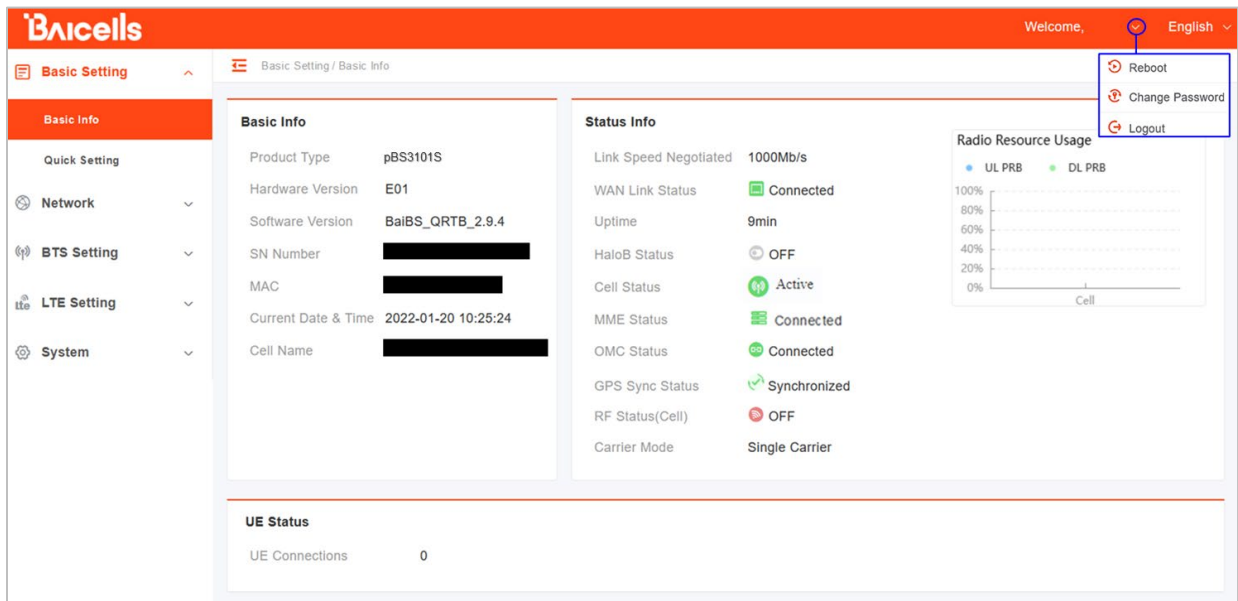 Baicells
Welcome,
English
Reboot
Change Password
Logout
Basic Setting
Basic Info
Quick Setting
Network
BTS Setting
LTE Setting
System
Basic Setting / Basic Info
Basic Info
Product Type pBS3101S
Hardware Version E01
Software Version BaiBS_QRTB_2.9.4
SN Number
MAC
Current Date & Time 2022-01-20 10:25:24
Cell Name
Status Info
Link Speed Negotiated 1000Mb/s
WAN Link Status Connected
Uptime 9min
HaloB Status OFF
Cell Status Active
MME Status Connected
OMC Status Connected
GPS Sync Status Synchronized
RF Status(Cell) OFF
Carrier Mode Single Carrier
Radio Resource Usage
UL PRB DL PRB
100%
80%
60%
40%
20%
0%
Cell
UE Status
UE Connections 0